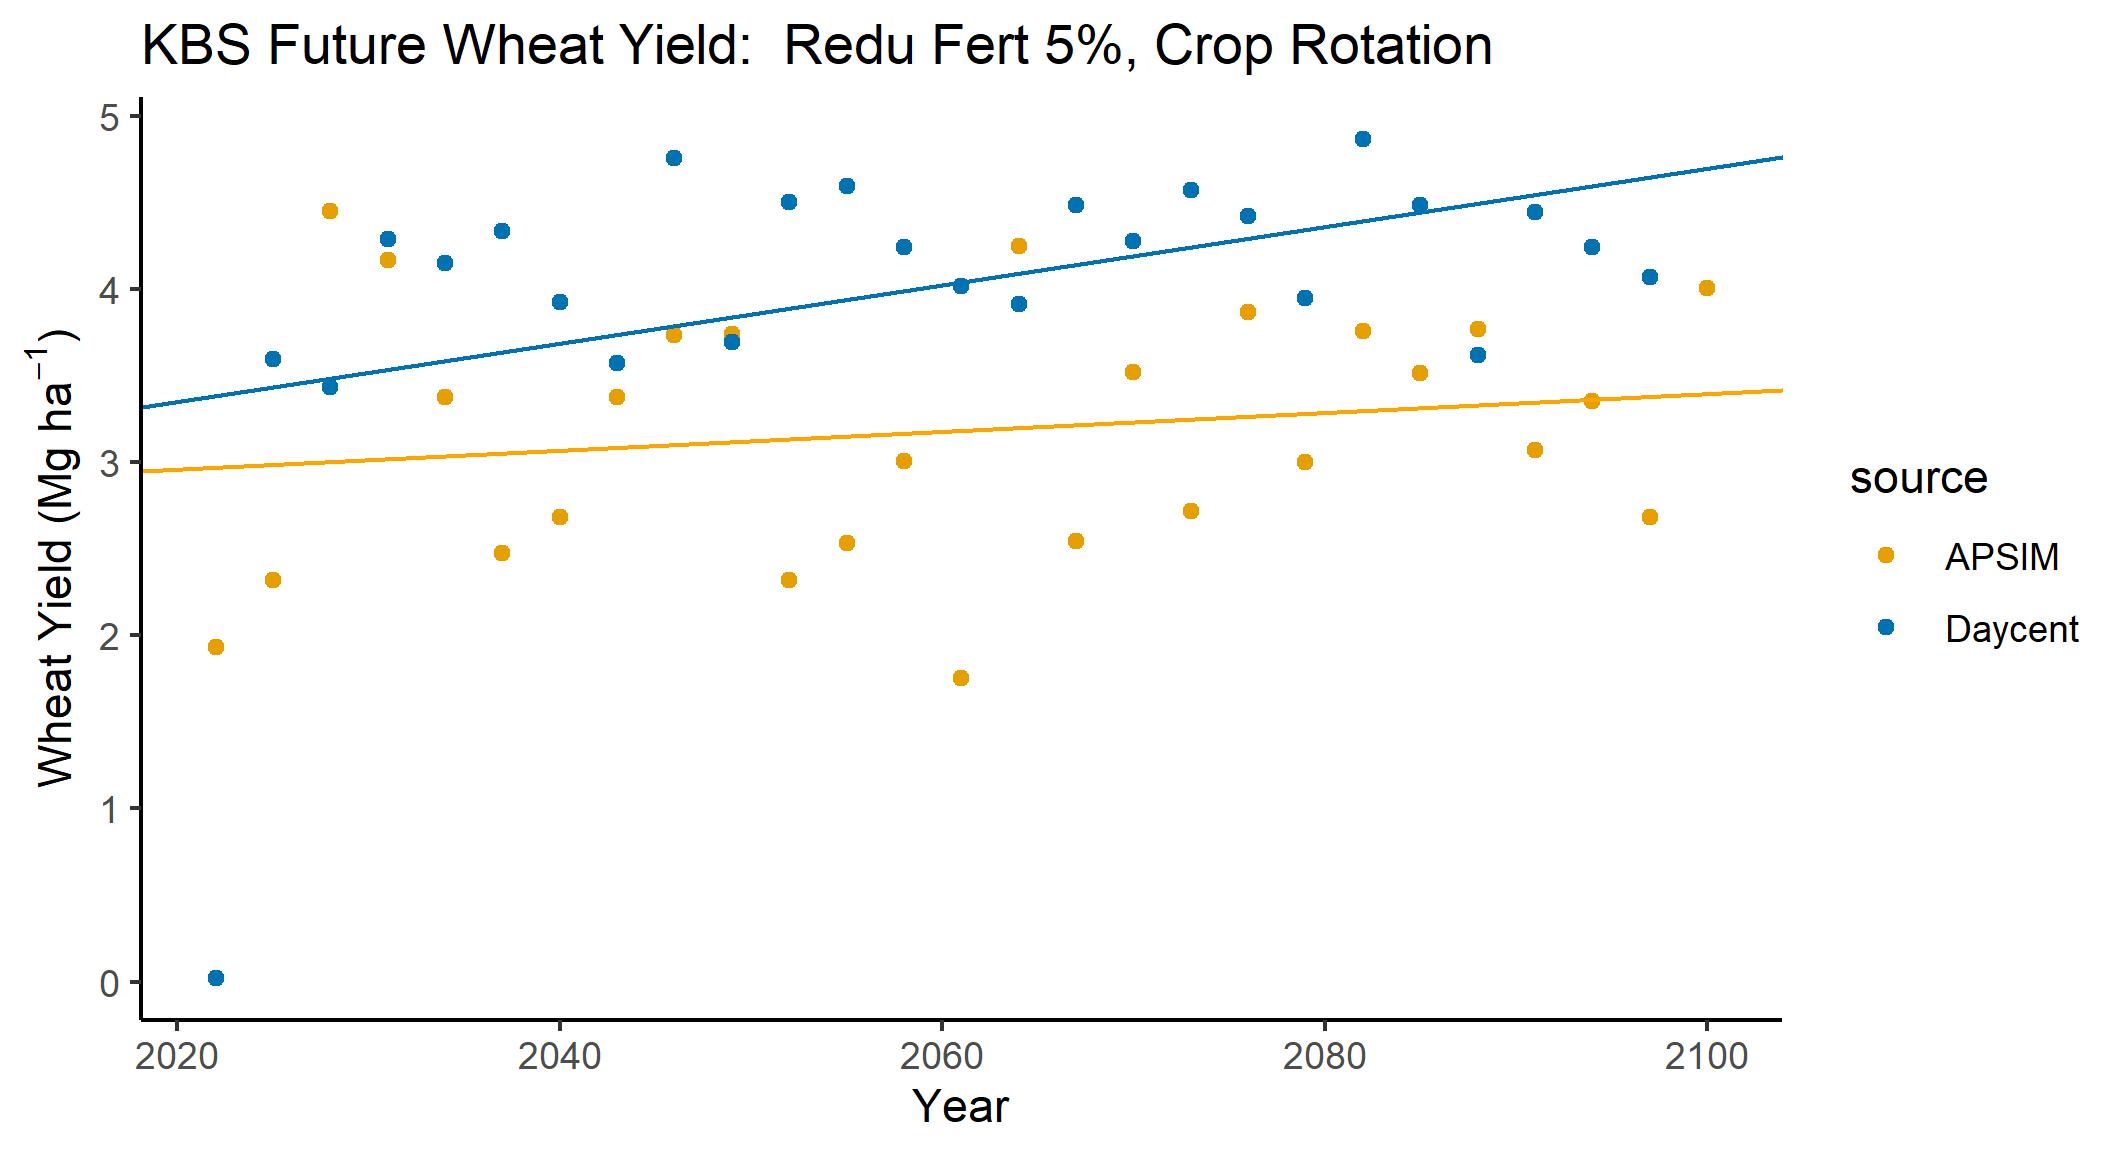 KBS Future Wheat Yield:  Redu Fert 5%, Crop Rotation
Wheat Yield (Mg ha⁻¹)
5
4
3
2
1
0
2020 2040 2060 2080 2100
Year
source
APSIM
Daycent